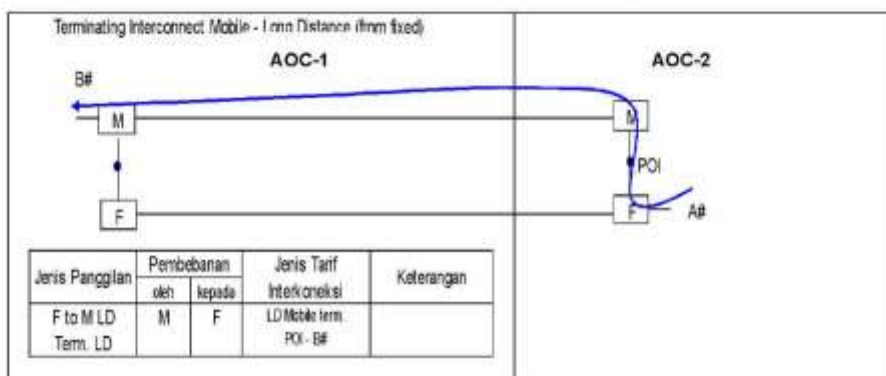 Terminating Interconnect Mobile - Long Distance (from fixed)
AOC-1
AOC-2
B#
M
M
POI
F
F
A#
Jenis Panggilan
Pembebanan
Jenis Tarif
Interkoneksi
Keterangan
oleh
kepada
F to M LD
Term. LD
M
F
LD Mobile term.
POI - B#